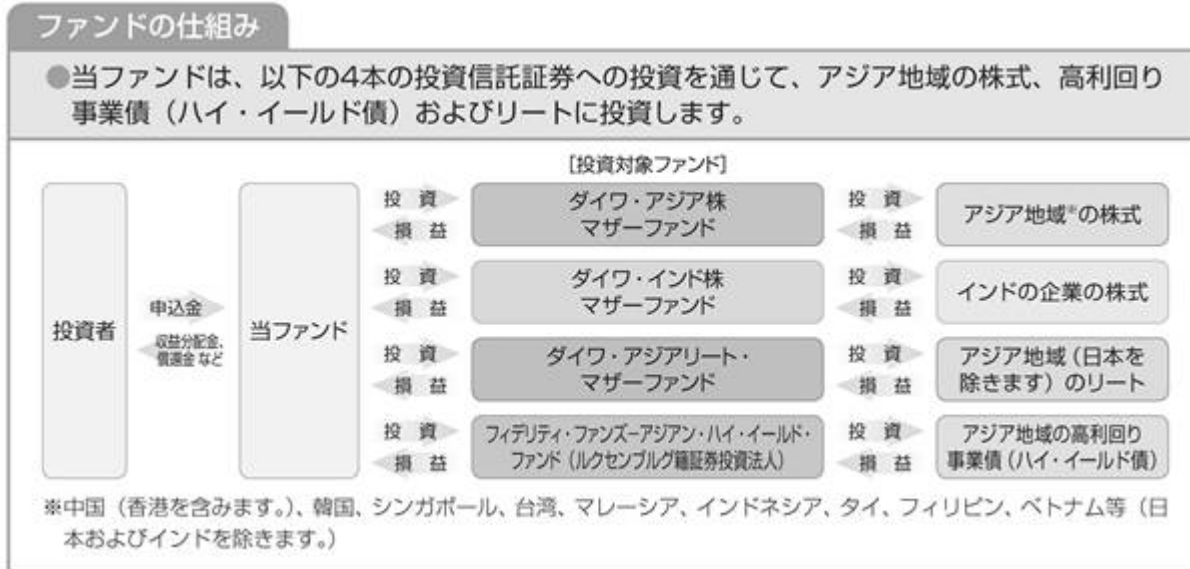 ファンドの仕組み
●当ファンドは、以下の4本の投資信託証券への投資を通じて、アジア地域の株式、高利回り
事業債（ハイ・イールド債）およびリートに投資します。
［投資対象ファンド］
投資者
申込金
収益分配金、
償還金 など
当ファンド
投 資
損 益
ダイワ・アジア株
マザーファンド
投 資
損 益
アジア地域※の株式
投 資
損 益
ダイワ・インド株
マザーファンド
投 資
損 益
インドの企業の株式
投 資
損 益
ダイワ・アジアリート・
マザーファンド
投 資
損 益
アジア地域（日本を
除きます）のリート
投 資
損 益
フィデリティ・ファンズ−アジアン・ハイ・イールド・
ファンド（ルクセンブルグ籍証券投資法人）
投 資
損 益
アジア地域の高利回り
事業債（ハイ・イールド債）
※中国（香港を含みます。）、韓国、シンガポール、台湾、マレーシア、インドネシア、タイ、フィリピン、ベトナム等（日
本およびインドを除きます。）